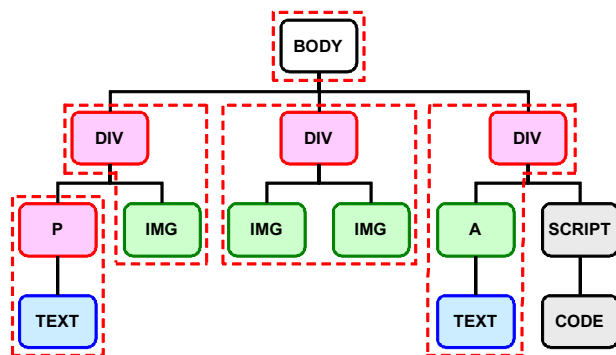 BODY
DIV
DIV
DIV
P
IMG
IMG
IMG
A
SCRIPT
TEXT
TEXT
CODE